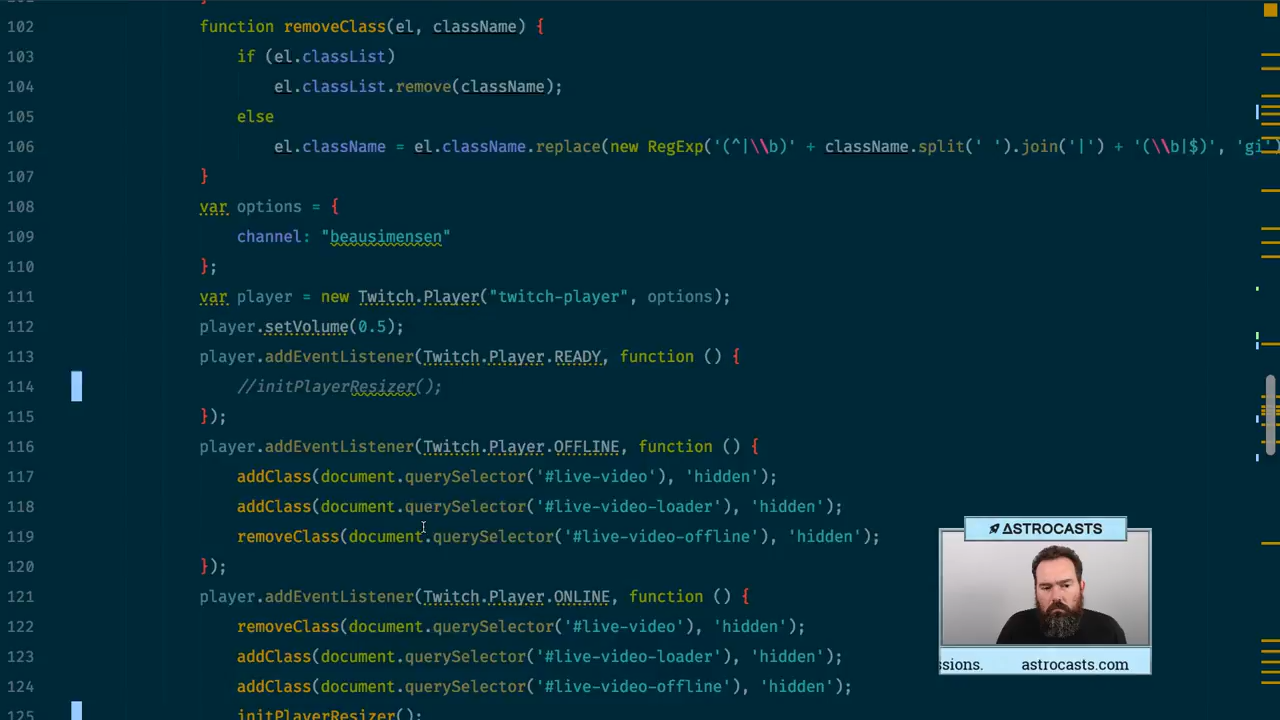 102 function removeClass(el, className) {
103 if (el.classList)
104 el.classList.remove(className);
105 else
106 el.className = el.className.replace(new RegExp('(^|\\b)' + className.split(' ').join('|') + '(\\b|$)', 'gi'
107 }
108 var options = {
109 channel: "beausimensen"
110 };
111 var player = new Twitch.Player("twitch-player", options);
112 player.setVolume(0.5);
113 player.addEventListener(Twitch.Player.READY, function () {
114 //initPlayerResizer();
115 });
116 player.addEventListener(Twitch.Player.OFFLINE, function () {
117 addClass(document.querySelector('#live-video'), 'hidden');
118 addClass(document.querySelector('#live-video-loader'), 'hidden');
119 removeClass(document.querySelector('#live-video-offline'), 'hidden');
120 });
121 player.addEventListener(Twitch.Player.ONLINE, function () {
122 removeClass(document.querySelector('#live-video'), 'hidden');
123 addClass(document.querySelector('#live-video-loader'), 'hidden');
124 addClass(document.querySelector('#live-video-offline'), 'hidden');
125 initPlayerResizer();
ASTROCASTS
ssions. astrocasts.com